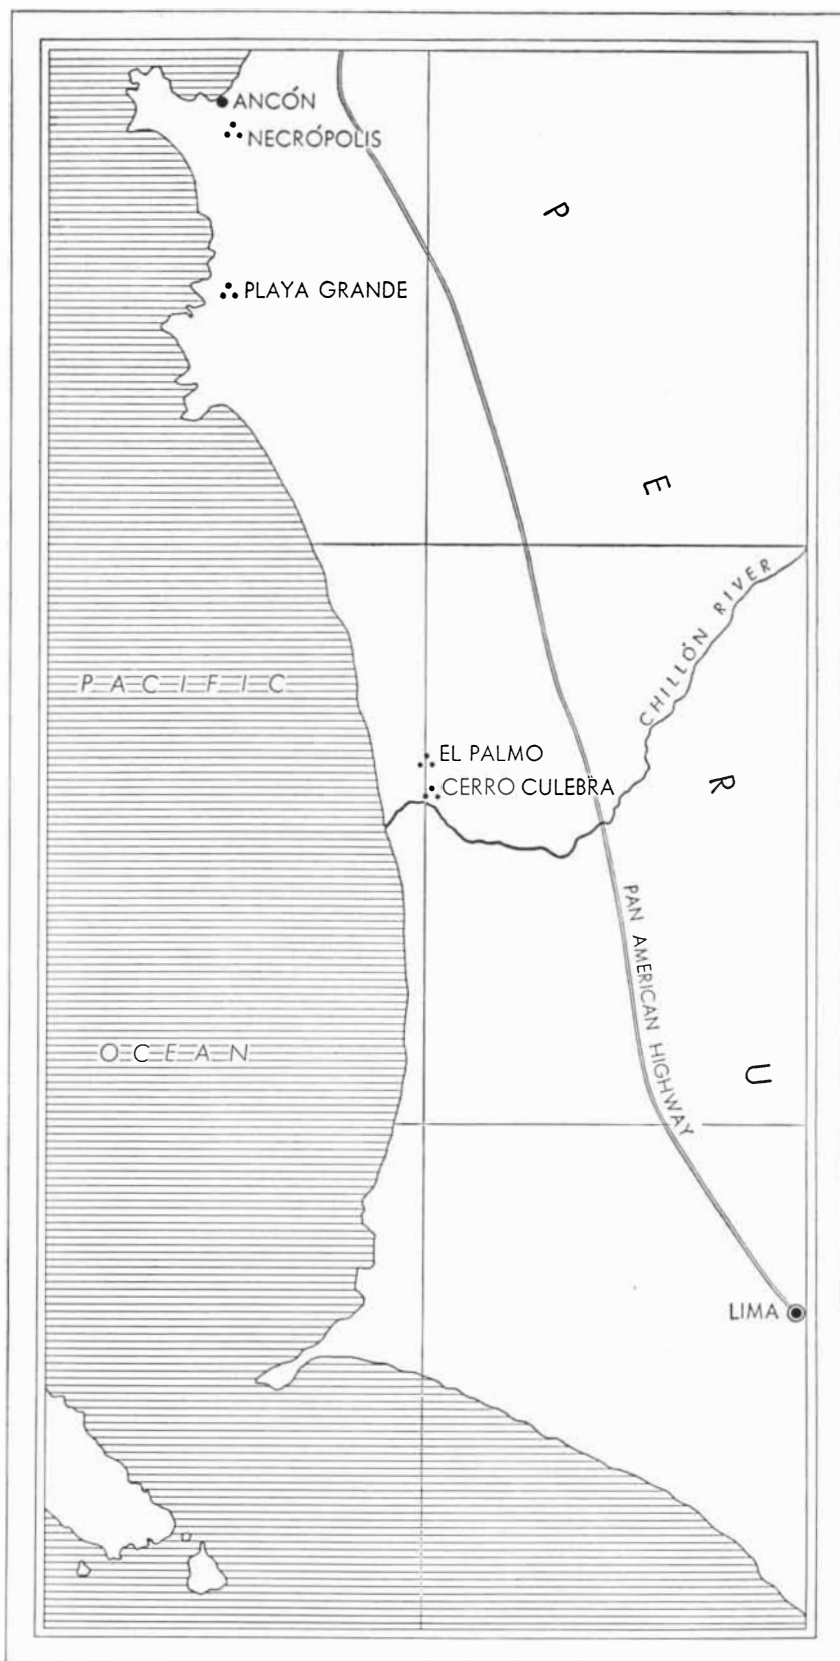 ANCÓN
NECRÓPOLIS
P
PLAYA GRANDE
E
CHILLÓN RIVER
PACIFIC
EL PALMO
CERRO CULEBRA
R
PAN AMERICAN HIGHWAY
OCEAN
U
LIMA